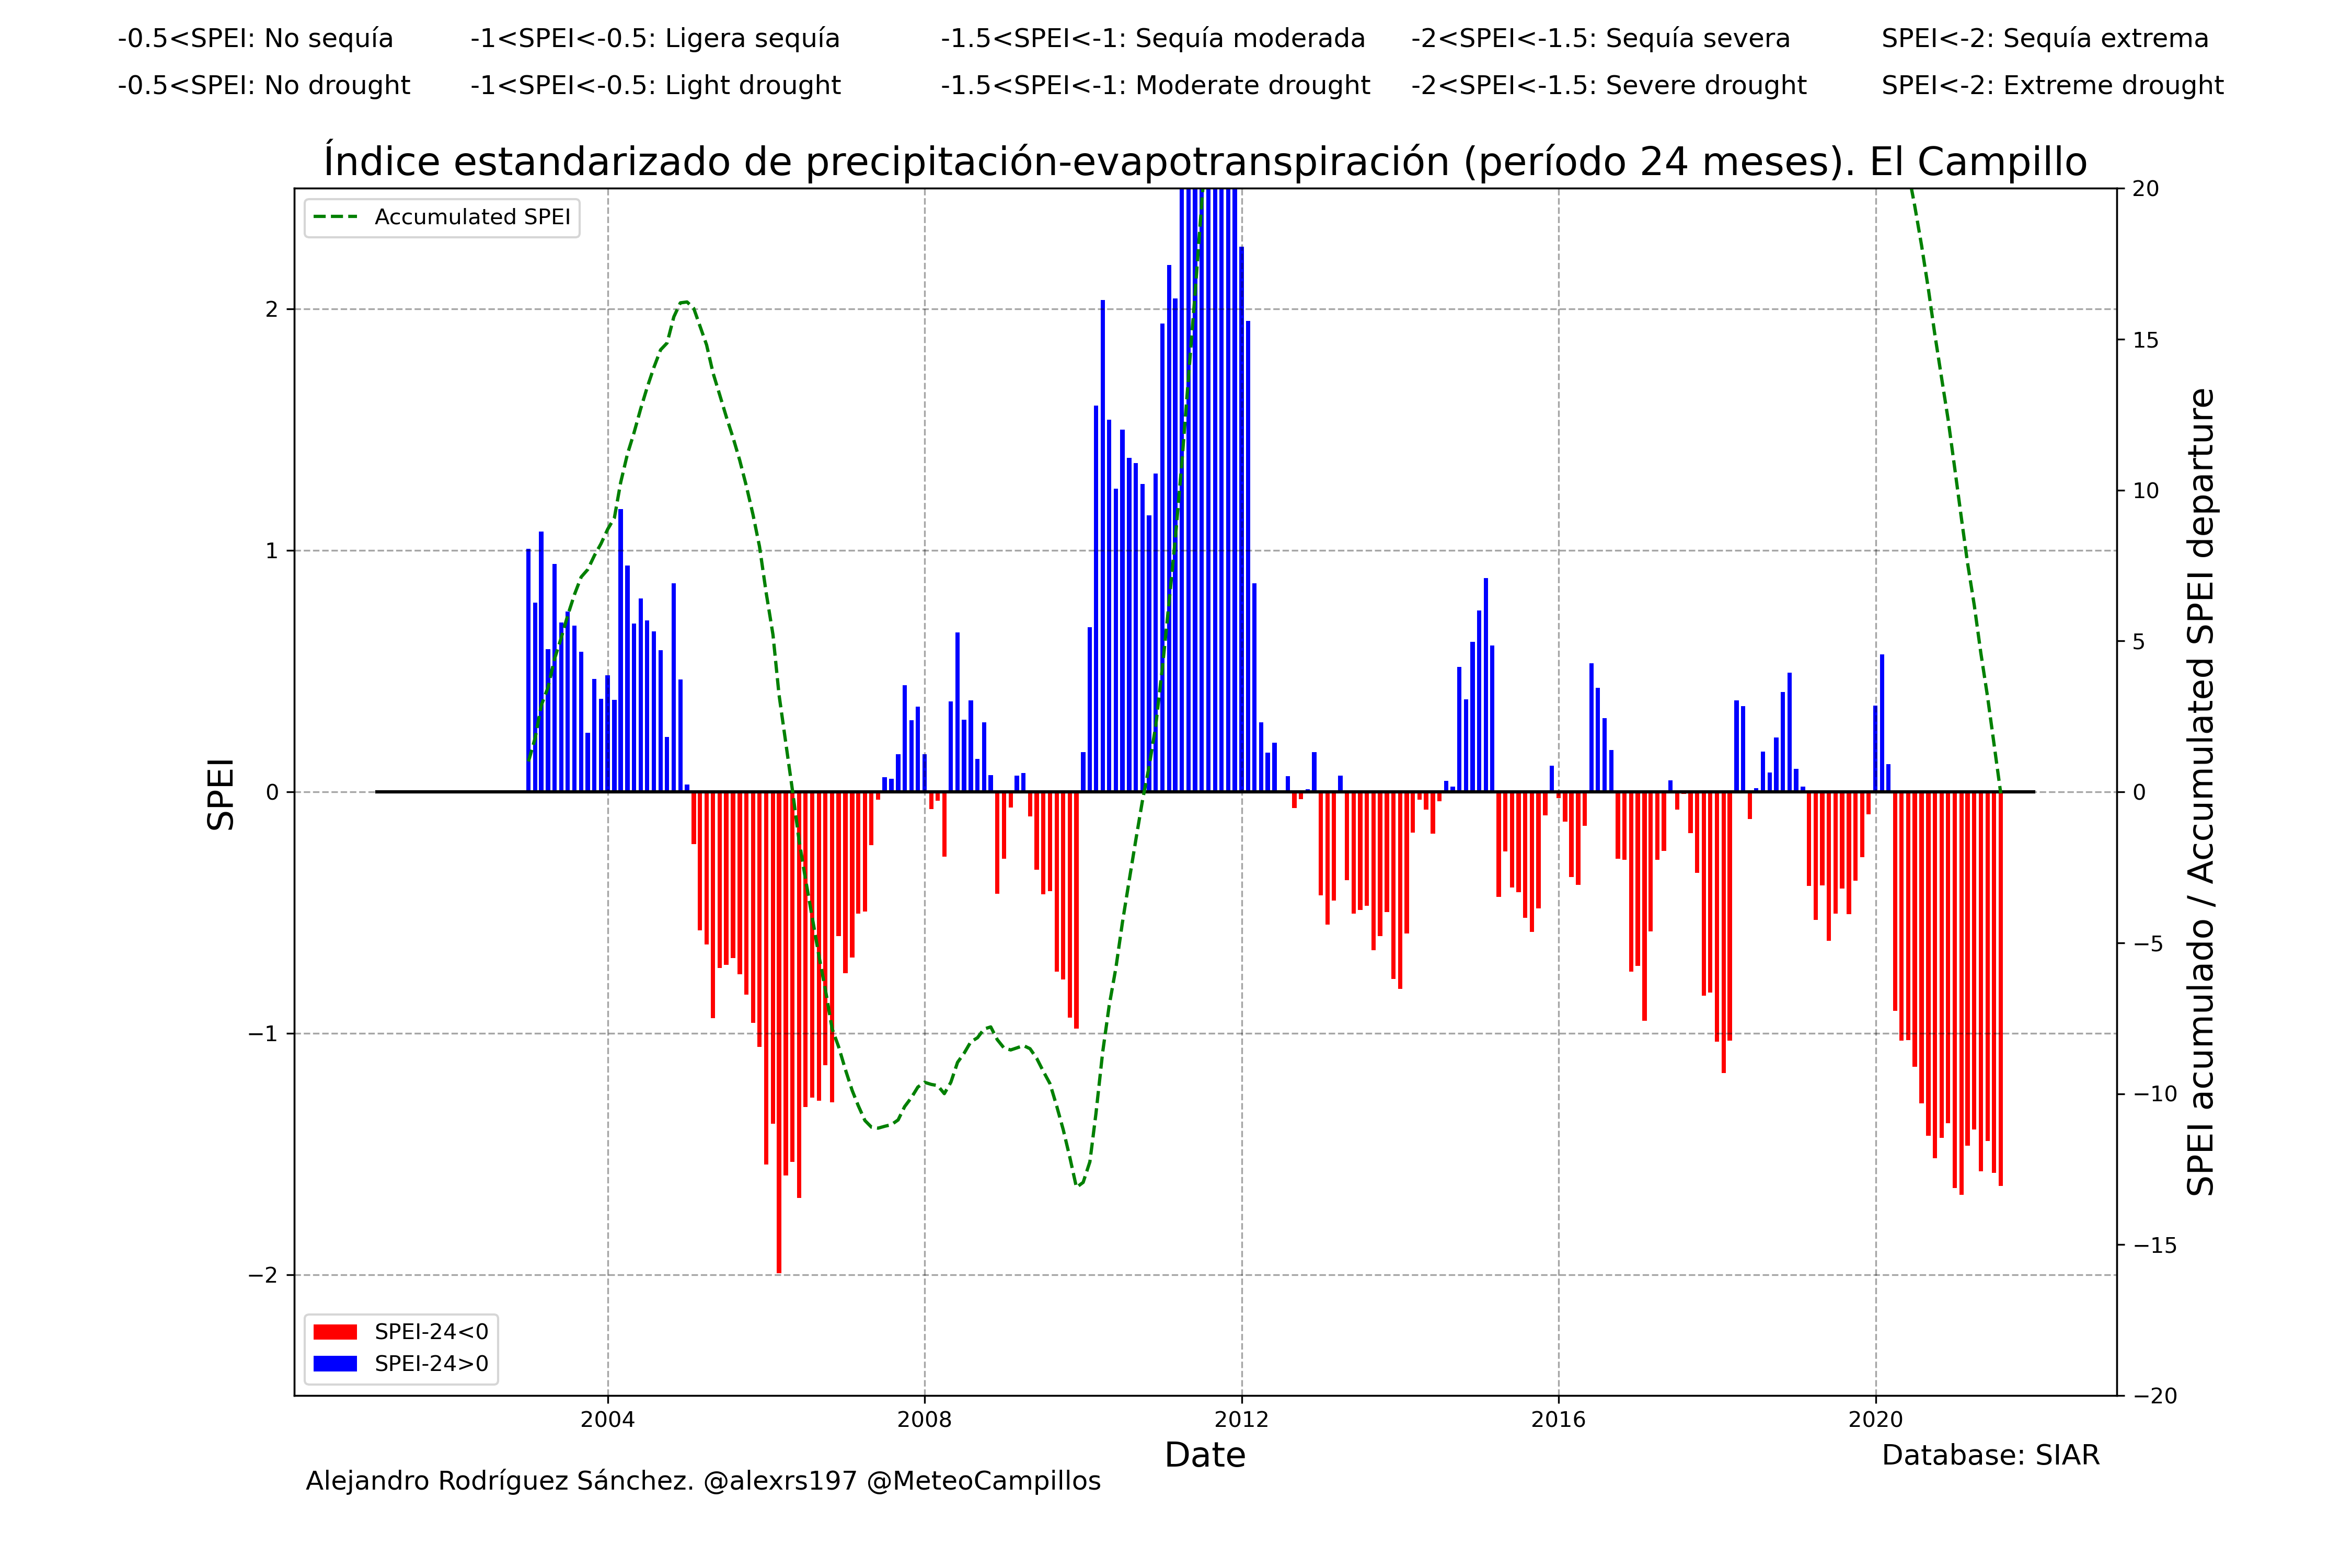 -0.5<SPEI: No sequía -1<SPEI<-0.5: Ligera sequía -1.5<SPEI<-1: Sequía moderada -2<SPEI<-1.5: Sequía severa SPEI<-2: Sequía extrema
-0.5<SPEI: No drought -1<SPEI<-0.5: Light drought -1.5<SPEI<-1: Moderate drought -2<SPEI<-1.5: Severe drought SPEI<-2: Extreme drought
Índice estandarizado de precipitación-evapotranspiración (período 24 meses). El Campillo
Accumulated SPEI
SPEI
2
1
0
−1
−2
20
15
10
5
0
−5
−10
−15
−20
SPEI acumulado / Accumulated SPEI departure
SPEI-24<0
SPEI-24>0
2004 2008 2012 2016 2020
Date
Database: SIAR
Alejandro Rodríguez Sánchez. @alexrs197 @MeteoCampillos